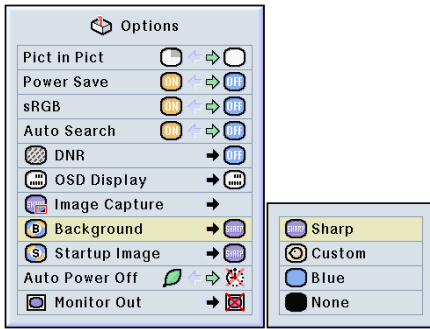 Options
Pict in Pict
Power Save ON OFF
sRGB ON OFF
Auto Search ON OFF
DNR OFF
OSD Display
SHARP Image Capture
B Background SHARP
S Startup Image SHARP
Auto Power Off
Monitor Out
SHARP Sharp
Custom
Blue
None